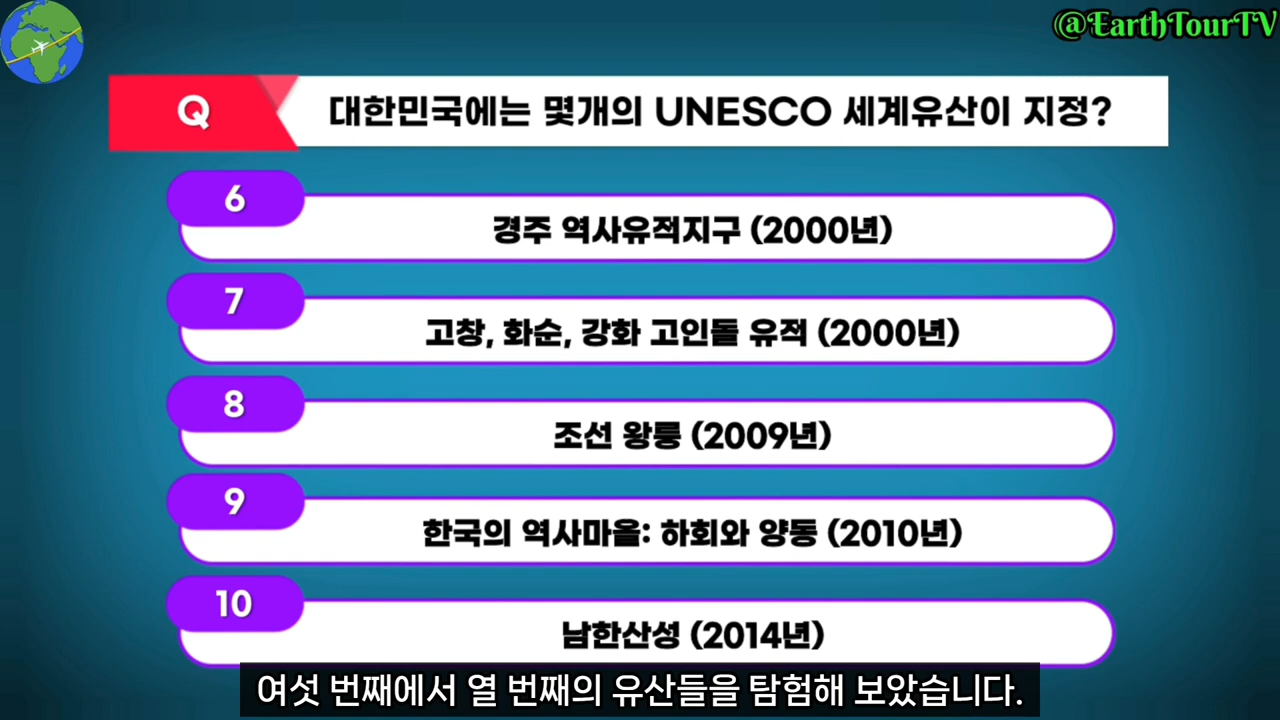 @EarthTourTV
Q
대한민국에는 몇개의 UNESCO 세계유산이 지정?
6
경주 역사유적지구 (2000년)
7
고창, 화순, 강화 고인돌 유적 (2000년)
8
조선 왕릉 (2009년)
9
한국의 역사마을: 하회와 양동 (2010년)
10
남한산성 (2014년)
여섯 번째에서 열 번째의 유산들을 탐험해 보았습니다.